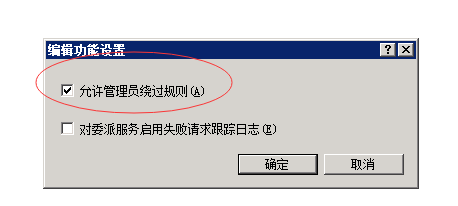 编辑功能设置
允许管理员绕过规则(A)
对委派服务启用失败请求跟踪日志(E)
确定
取消